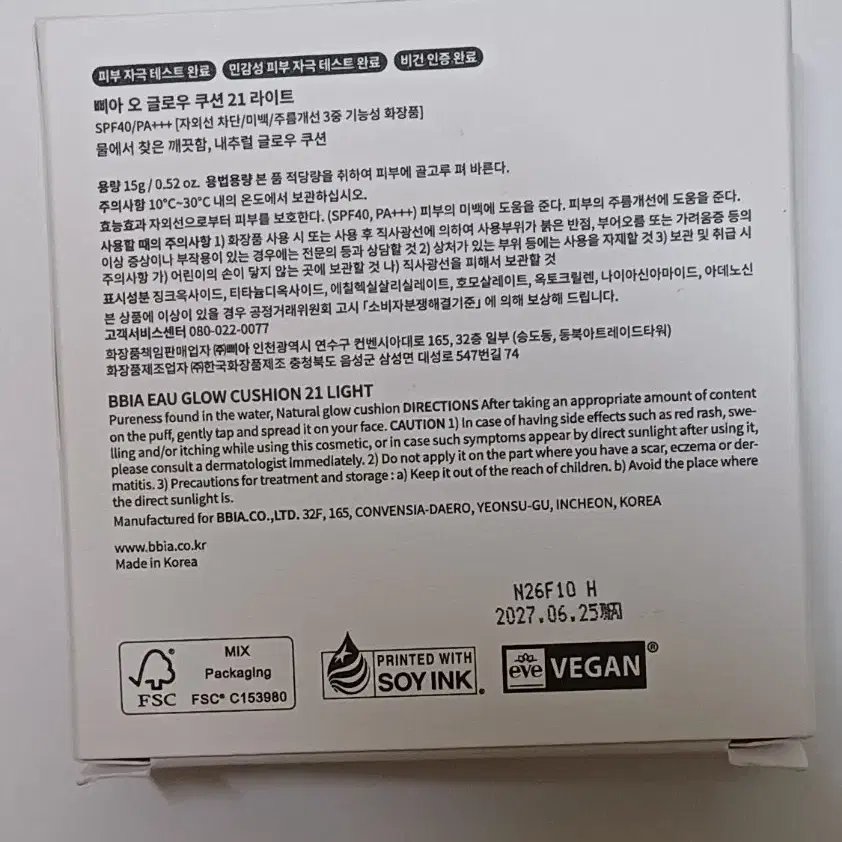 피부 자극 테스트 완료 민감성 피부 자극 테스트 완료 비건 인증 완료
삐아 오 글로우 쿠션 21 라이트
SPF40/PA+++ [자외선 차단/미백/주름개선 3중 기능성 화장품]
물에서 찾은 깨끗함, 내추럴 글로우 쿠션
용량 15g / 0.52 oz. 용법용량 본 품 적당량을 취하여 피부에 골고루 펴 바른다.
주의사항 10°C~30°C 내의 온도에서 보관하십시오.
효능효과 자외선으로부터 피부를 보호한다. (SPF40, PA+++) 피부의 미백에 도움을 준다. 피부의 주름개선에 도움을 준다.
사용할 때의 주의사항 1) 화장품 사용 시 또는 사용 후 직사광선에 의하여 사용부위가 붉은 반점, 부어오름 또는 가려움증 등의
이상 증상이나 부작용이 있는 경우에는 전문의 등과 상담할 것 2) 상처가 있는 부위 등에는 사용을 자제할 것 3) 보관 및 취급 시
주의사항 가) 어린이의 손이 닿지 않는 곳에 보관할 것 나) 직사광선을 피해서 보관할 것
표시성분 징크옥사이드, 티타늄디옥사이드, 에칠헥실살리실레이트, 호모살레이트, 옥토크릴렌, 나이아신아마이드, 아데노신
본 상품에 이상이 있을 경우 공정거래위원회 고시 「소비자분쟁해결기준」에 의해 보상해 드립니다.
고객서비스센터 080-022-0077
화장품책임판매업자 ㈜삐아 인천광역시 연수구 컨벤시아대로 165, 32층 일부 (송도동, 동북아트레이드타워)
화장품제조업자 ㈜한국화장품제조 충청북도 음성군 삼성면 대성로 547번길 74
BBIA EAU GLOW CUSHION 21 LIGHT
Pureness found in the water, Natural glow cushion DIRECTIONS After taking an appropriate amount of content
on the puff, gently tap and spread it on your face. CAUTION 1) In case of having side effects such as red rash, swe-
lling and/or itching while using this cosmetic, or in case such symptoms appear by direct sunlight after using it,
please consult a dermatologist immediately. 2) Do not apply it on the part where you have a scar, eczema or der-
matitis. 3) Precautions for treatment and storage : a) Keep it out of the reach of children. b) Avoid the place where
the direct sunlight is.
Manufactured for BBIA.CO.,LTD. 32F, 165, CONVENSIA-DAERO, YEONSU-GU, INCHEON, KOREA
www.bbia.co.kr
Made in Korea
N26F10 H
2027.06.25까지
MIX
Packaging
FSC FSC® C153980
PRINTED WITH
SOY INK.
eve VEGAN®